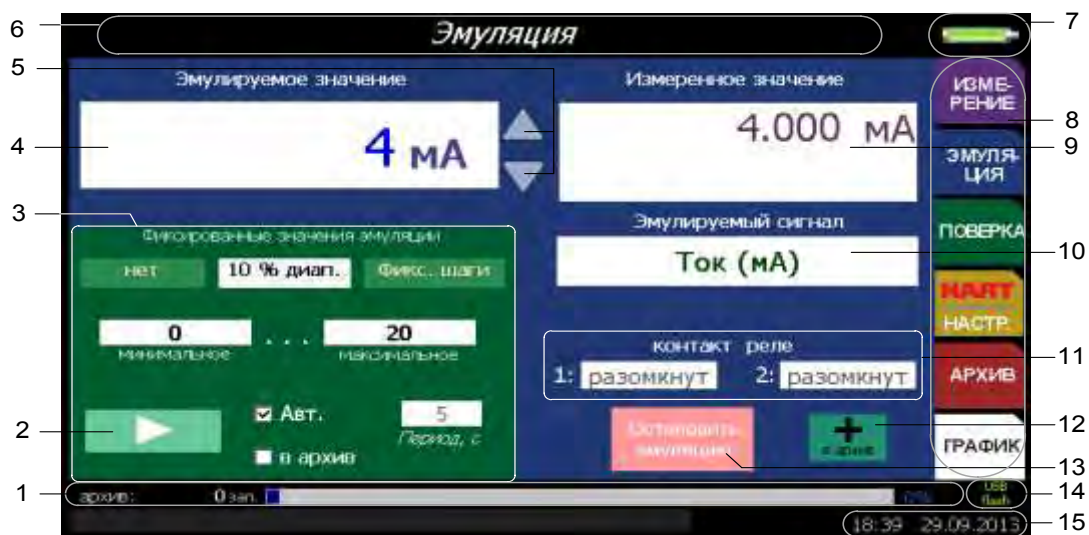 Эмуляция
6
7
5
4
3
2
1
8
9
10
11
12
13
14
15
Эмулируемое значение
4 мА
Измеренное значение
4.000 мА
Эмулируемый сигнал
Ток (мА)
Фиксированные значения эмуляции
нет
10 % диап.
Фикс. шаги
0 . . . 20
минимальное
максимальное
Авт.
в архив
5
Период, с
контакт реле
1: разомкнут 2: разомкнут
Остановить
эмуляцию
+
в архив
ИЗМЕ-
РЕНИЕ
ЭМУЛЯ-
ЦИЯ
ПОВЕРКА
HART
НАСТР.
АРХИВ
ГРАФИК
архив: 0 зап.
0%
USB
flash
18:39 29.09.2013